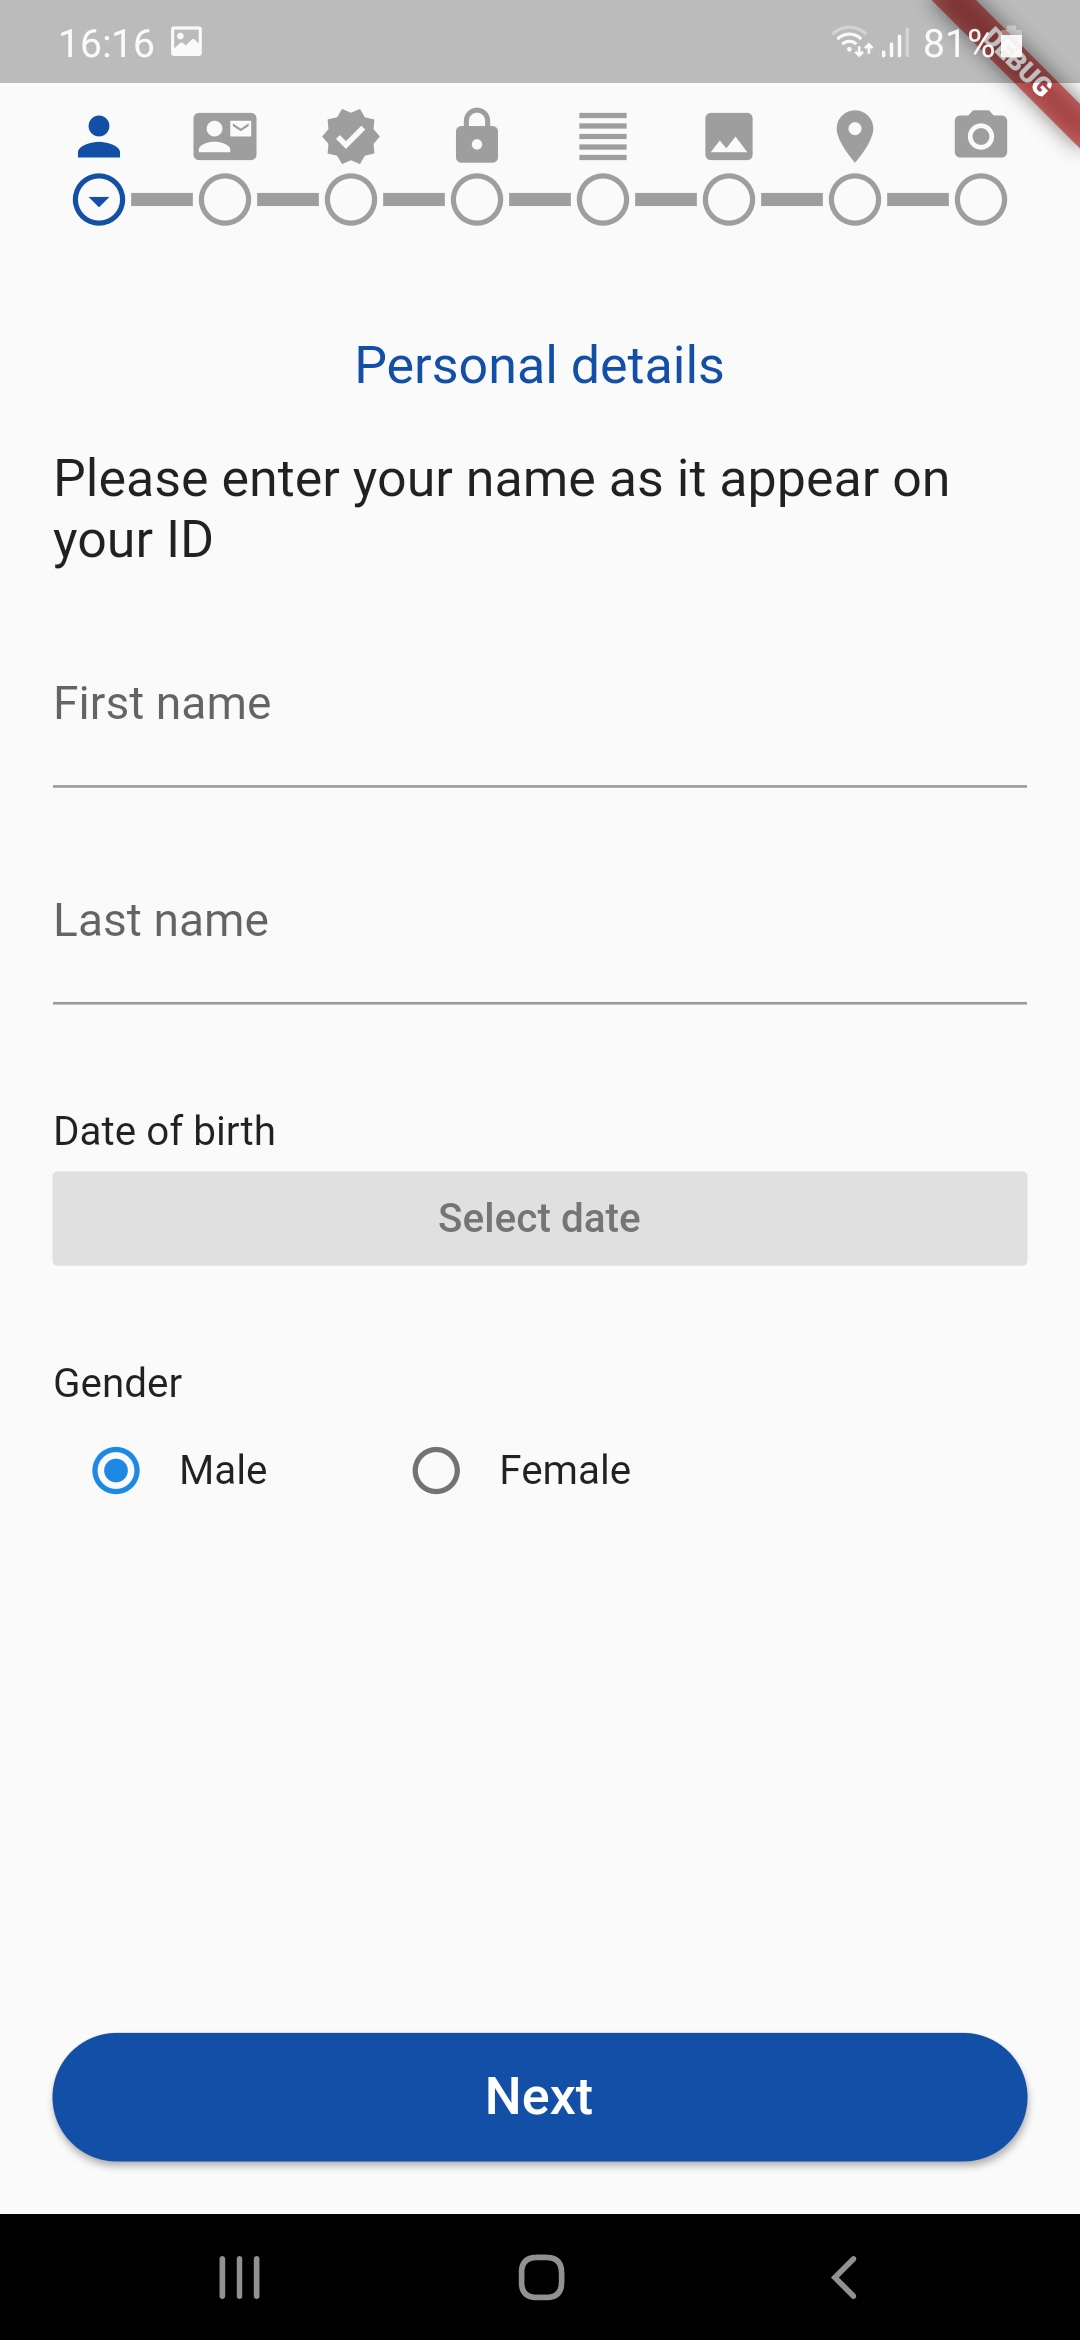 16:16
81%
DEBUG
Personal details
Please enter your name as it appear on
your ID
First name
Last name
Date of birth
Select date
Gender
Male Female
Next